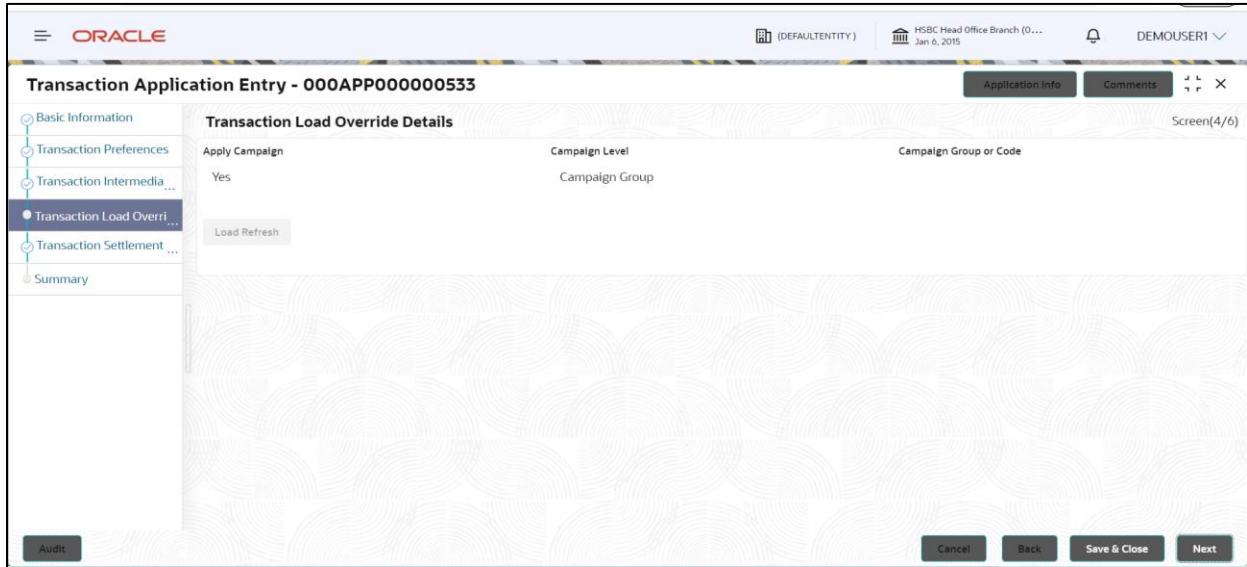 ORACLE
(DEFAULTENTITY)
HSBC Head Office Branch (0...
Jan 6, 2015
DEMOUSER1
Transaction Application Entry - 000APP000000533
Application Info
Comments
Basic Information
Transaction Preferences
Transaction Intermedia...
Transaction Load Overri...
Transaction Settlement ...
Summary
Transaction Load Override Details
Screen(4/6)
Apply Campaign
Campaign Level
Campaign Group or Code
Yes
Campaign Group
Load Refresh
Audit
Cancel
Back
Save & Close
Next